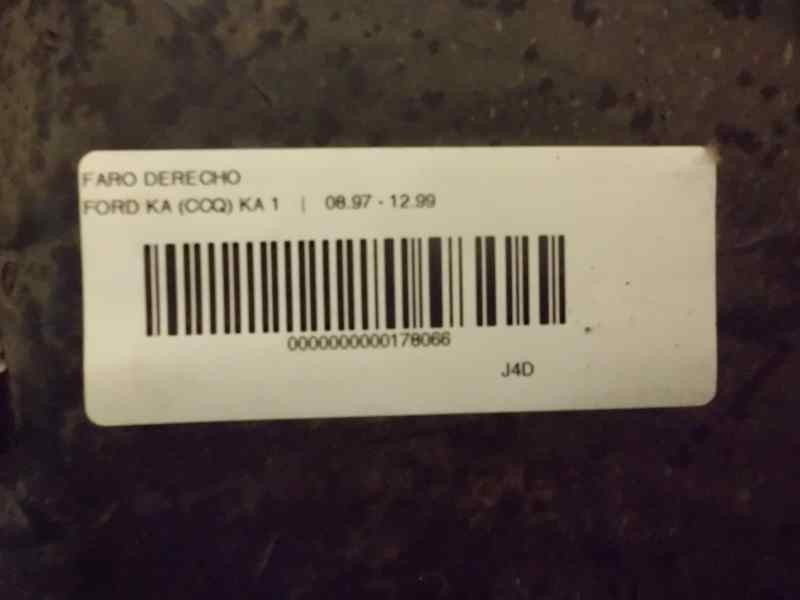 FARO DERECHO
FORD KA (CCQ) KA 1 | 08.97 - 12.99
0000000000178066
J4D